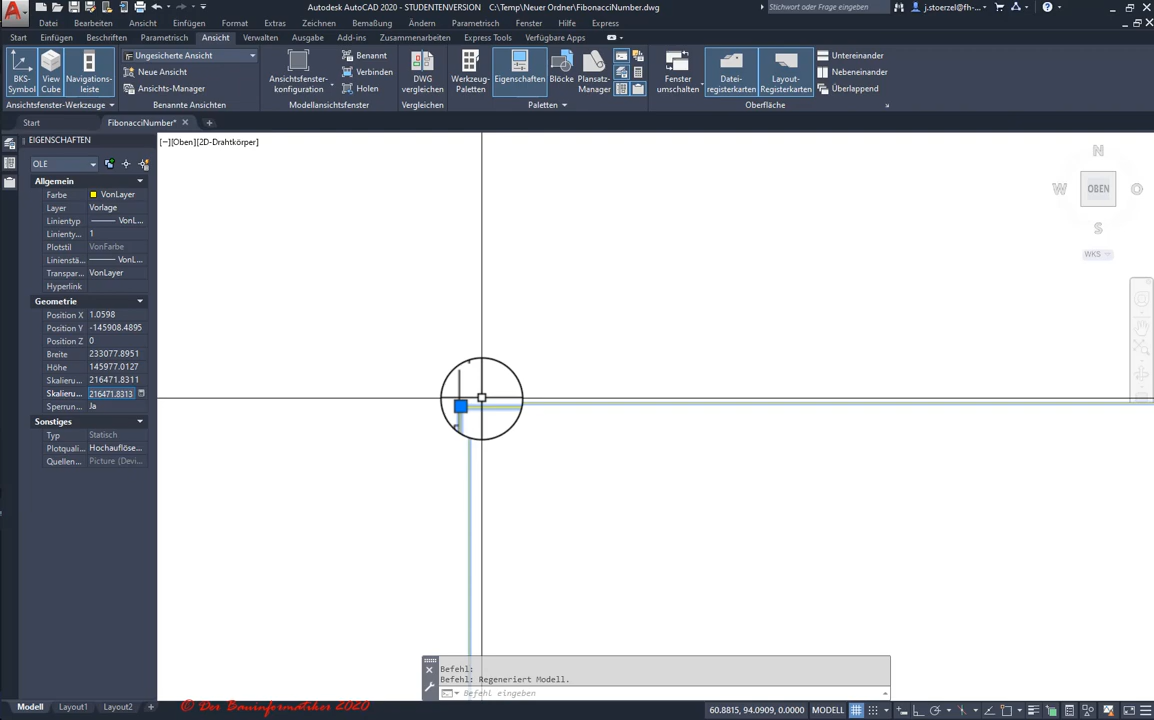 Autodesk AutoCAD 2020 - STUDENTENVERSION C:\Temp\Neuer Ordner\FibonacciNumber.dwg
Stichwort oder Frage eingeben
j.stoerzel@fh-...
Datei Bearbeiten Ansicht Einfügen Format Extras Zeichnen Bemaßung Ändern Parametrisch Fenster Hilfe Express
Start Einfügen Beschriften Parametrisch Ansicht Verwalten Ausgabe Add-ins Zusammenarbeiten Express Tools Verfügbare Apps
BKS-Symbol
View Cube
Navigations-leiste
Ungesicherte Ansicht
Neue Ansicht
Ansichts-Manager
Ansichtsfenster-konfiguration
Benannt
Verbinden
Holen
DWG vergleichen
Werkzeug-Paletten
Eigenschaften
Blöcke
Plansatz-Manager
Fenster umschalten
Datei-registerkarten
Layout-Registerkarten
Untereinander
Nebeneinander
Überlappend
Ansichtsfenster-Werkzeuge Benannte Ansichten Modellansichtsfenster Vergleichen Paletten Oberfläche
Start FibonacciNumber*
EIGENSCHAFTEN
[−][Oben][2D-Drahtkörper]
OLE
Allgemein
Farbe VonLayer
Layer Vorlage
Linientyp VonL...
Linienty... 1
Plotstil VonFarbe
Linienstä... VonL...
Transpar... VonLayer
Hyperlink
Geometrie
Position X 1.0598
Position Y -145908.4895
Position Z 0
Breite 233077.8951
Höhe 145977.0127
Skalieru... 216471.8311
Skalieru... 216471.8313
Sperrun... Ja
Sonstiges
Typ Statisch
Plotquali... Hochauflöse...
Quellen... Picture (Devi...
N
W OBEN O
S
WKS
Befehl:
Befehl: Regeneriert Modell.
Befehl eingeben
Modell Layout1 Layout2 +
© Der Bauinformatiker 2020
60.8815, 94.0909, 0.0000 MODELL